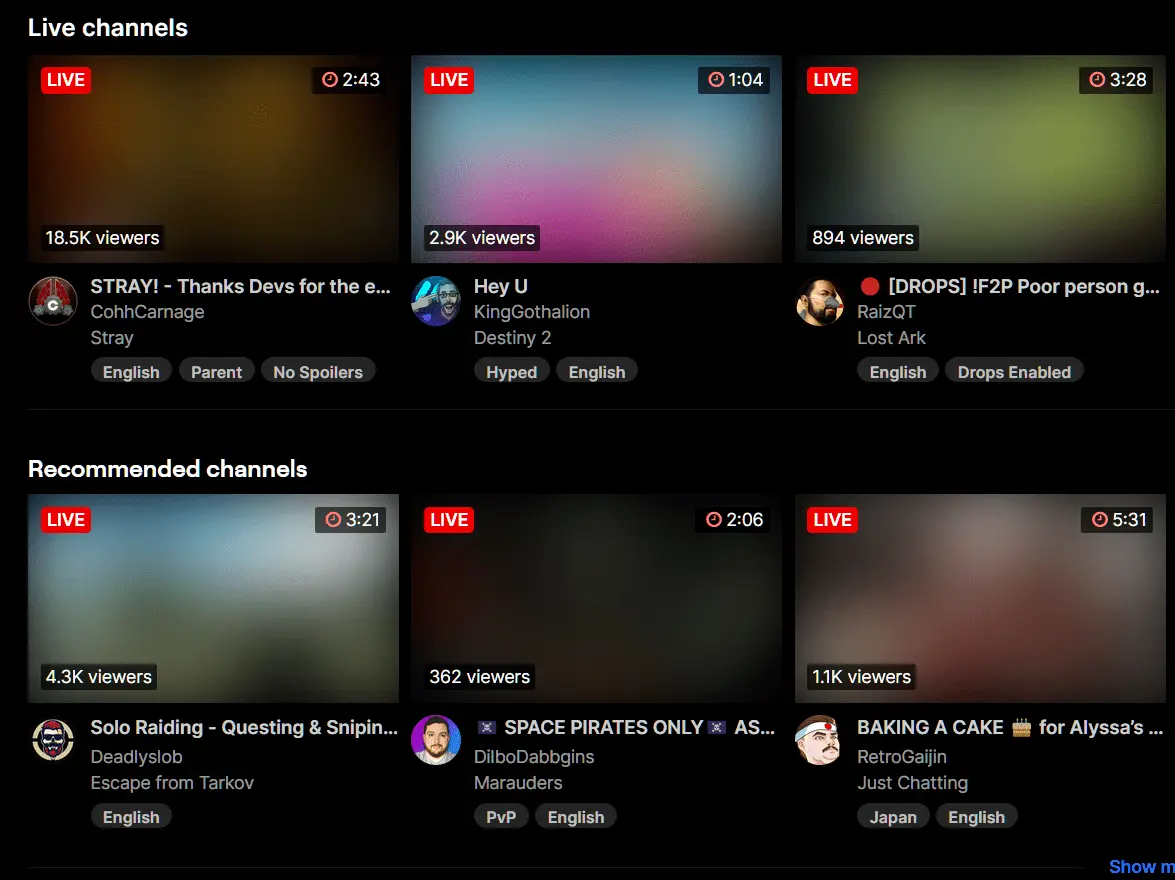 Live channels
LIVE 2:43
18.5K viewers
STRAY! - Thanks Devs for the e...
CohhCarnage
Stray
English Parent No Spoilers
LIVE 1:04
2.9K viewers
Hey U
KingGothalion
Destiny 2
Hyped English
LIVE 3:28
894 viewers
🔴 [DROPS] !F2P Poor person g...
RaizQT
Lost Ark
English Drops Enabled
Recommended channels
LIVE 3:21
4.3K viewers
Solo Raiding - Questing & Snipin...
Deadlyslob
Escape from Tarkov
English
LIVE 2:06
362 viewers
🏴‍☠️ SPACE PIRATES ONLY🏴‍☠️ AS...
DilboDabbgins
Marauders
PvP English
LIVE 5:31
1.1K viewers
BAKING A CAKE 🎂 for Alyssa's ...
RetroGaijin
Just Chatting
Japan English
Show m